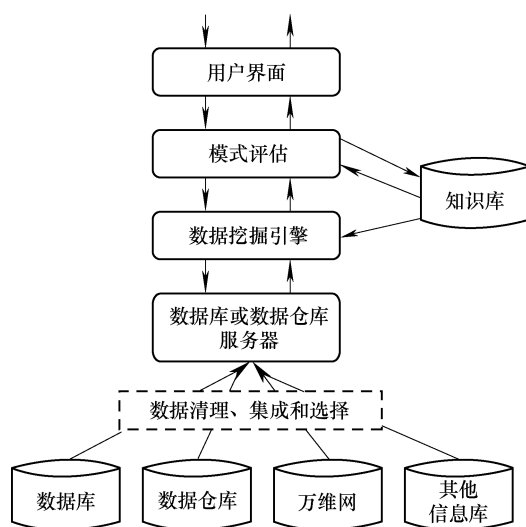 用户界面
模式评估
知识库
数据挖掘引擎
数据库或数据仓库
服务器
数据清理、集成和选择
数据库
数据仓库
万维网
其他
信息库